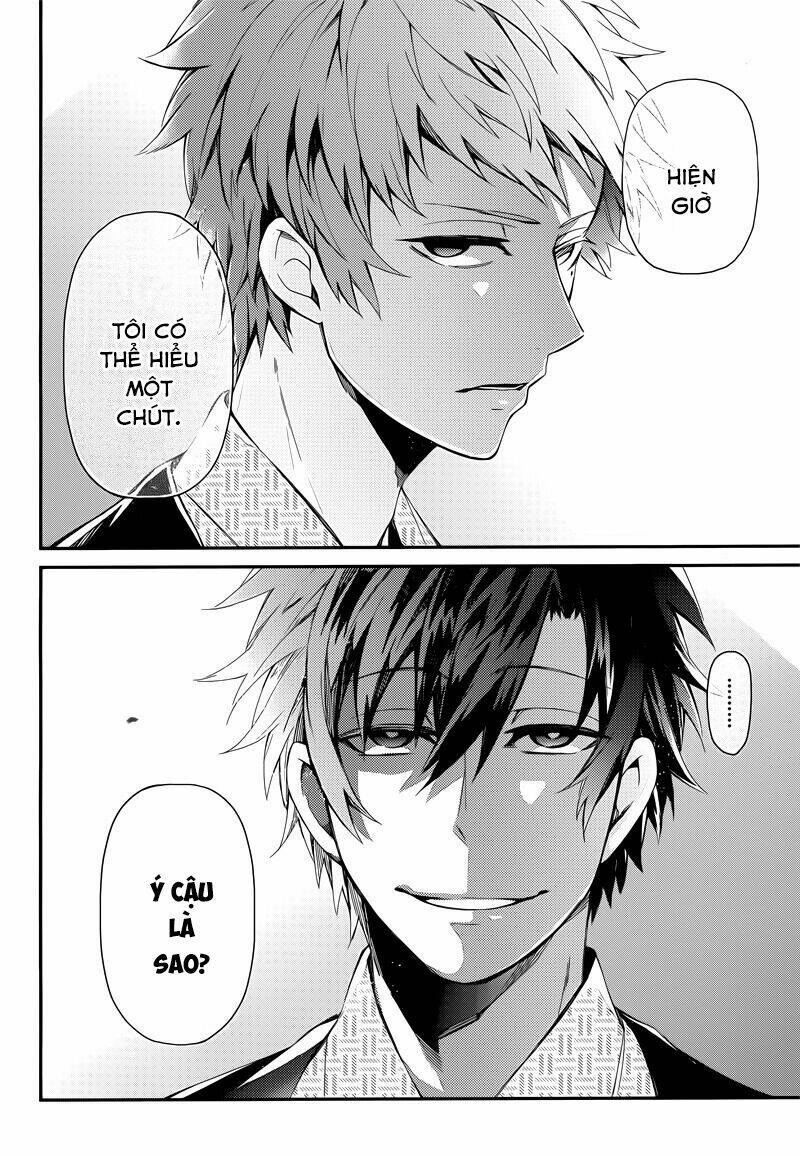 HIỆN
GIỜ
TÔI CÓ
THỂ HIỂU
MỘT
CHÚT.
.........
Ý CẬU
LÀ
SAO?